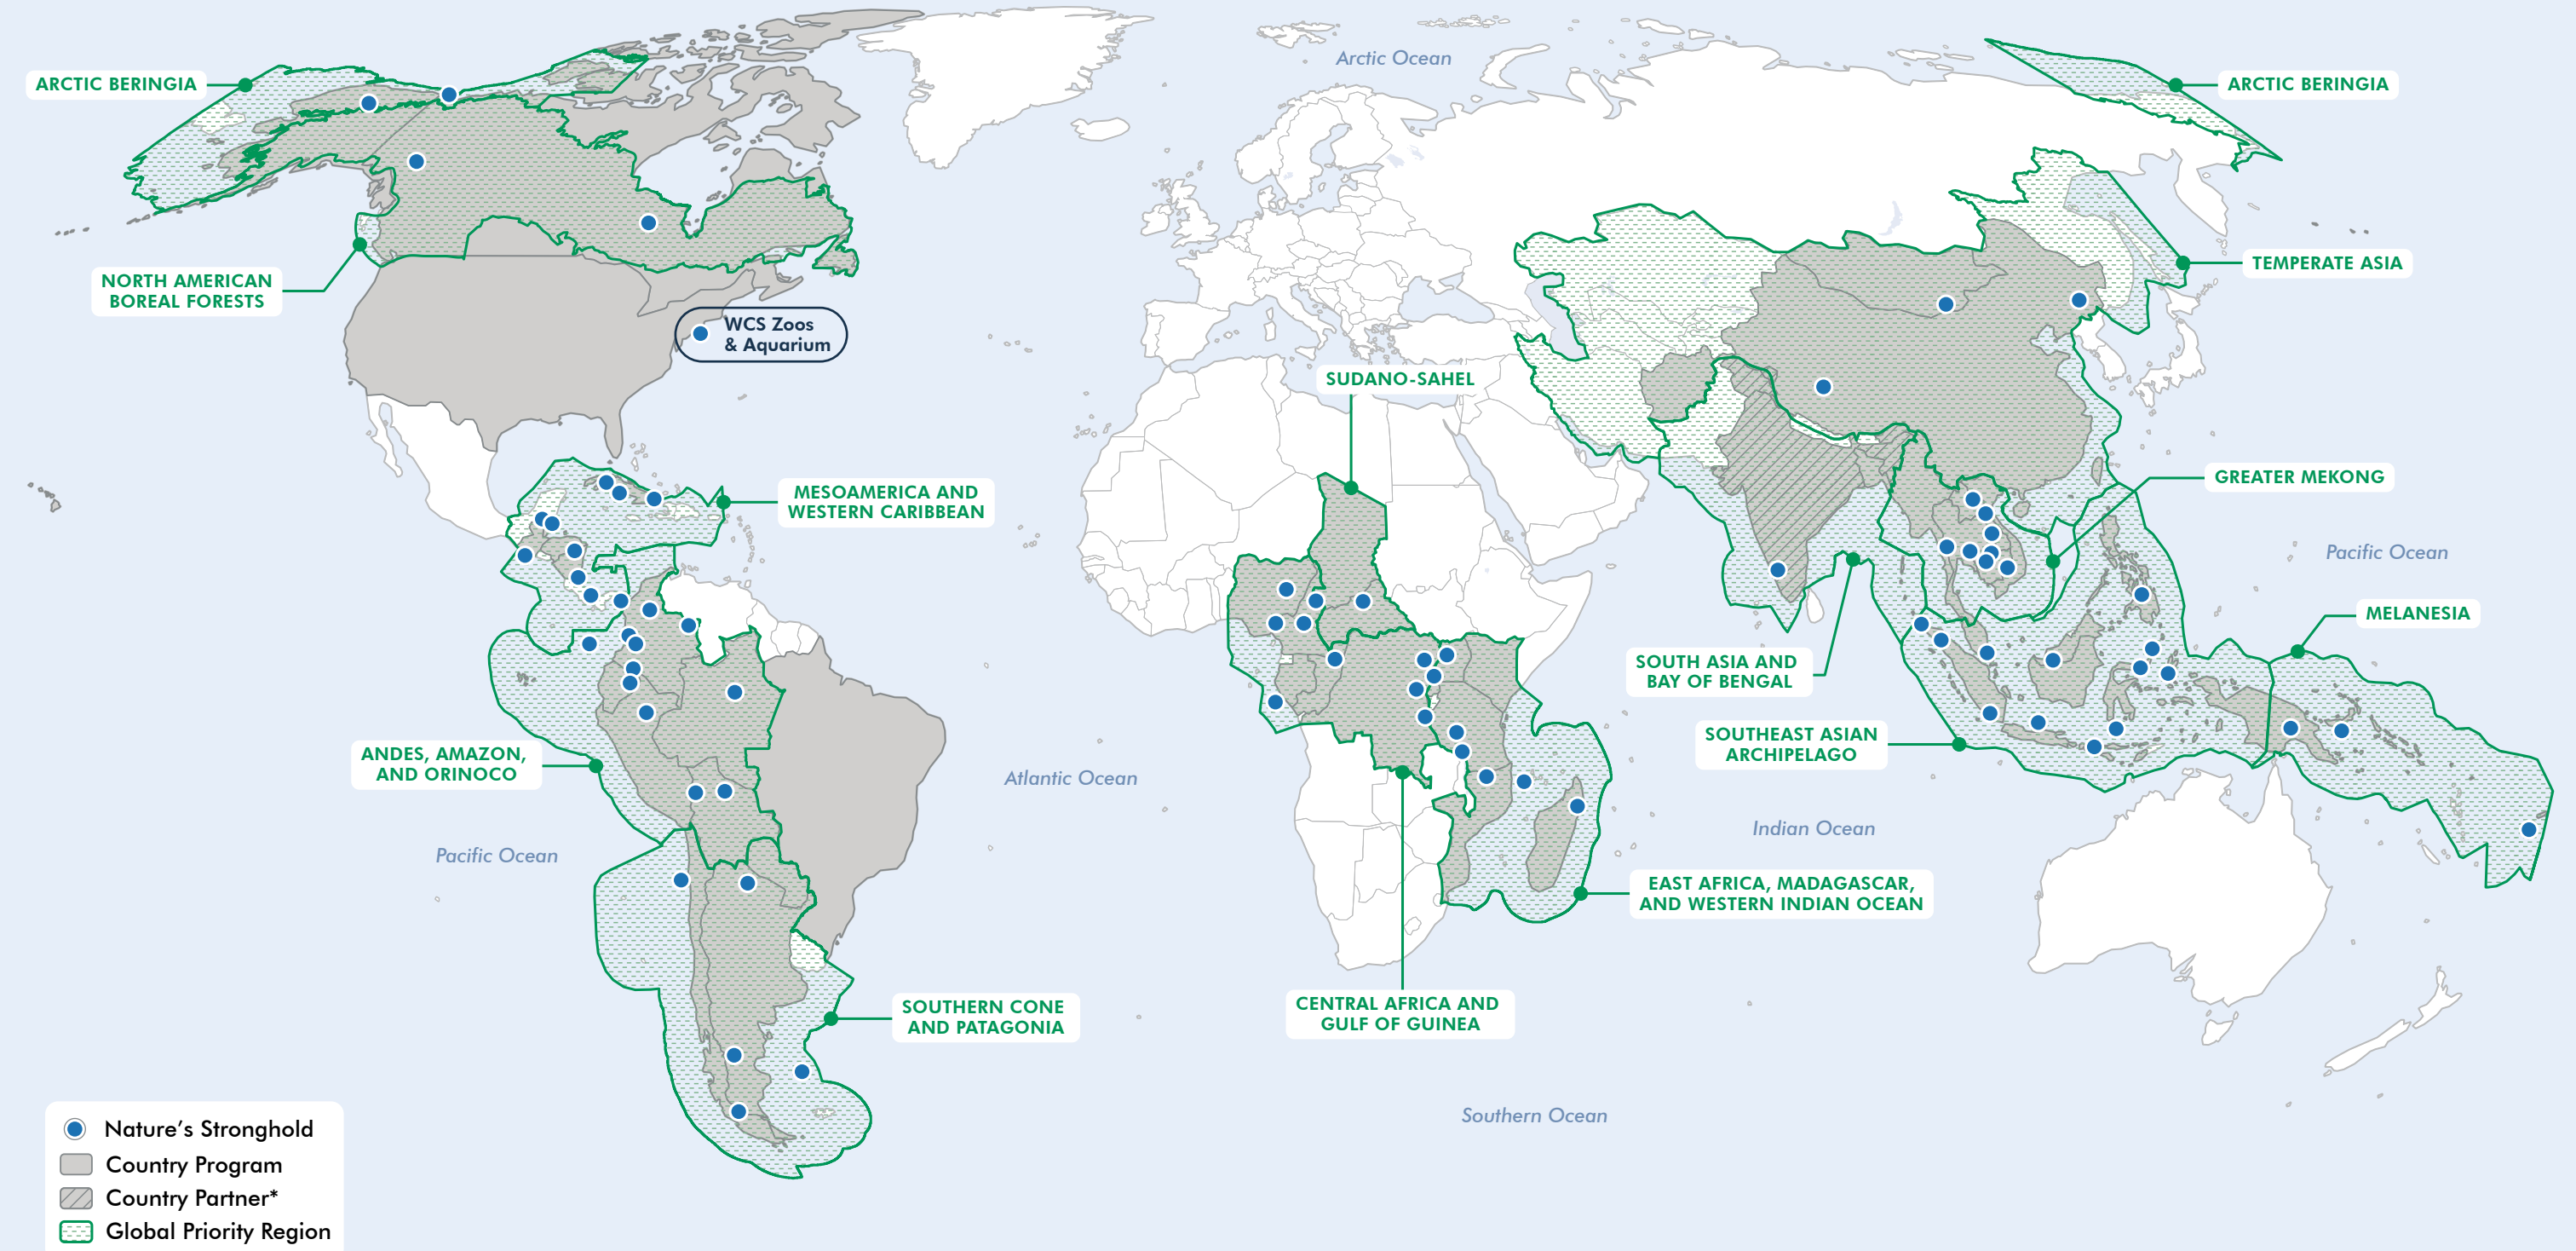 Arctic Ocean
ARCTIC BERINGIA
ARCTIC BERINGIA
NORTH AMERICAN
BOREAL FORESTS
TEMPERATE ASIA
WCS Zoos
& Aquarium
SUDANO-SAHEL
GREATER MEKONG
MESOAMERICA AND
WESTERN CARIBBEAN
Pacific Ocean
MELANESIA
SOUTH ASIA AND
BAY OF BENGAL
SOUTHEAST ASIAN
ARCHIPELAGO
ANDES, AMAZON,
AND ORINOCO
Atlantic Ocean
Indian Ocean
Pacific Ocean
EAST AFRICA, MADAGASCAR,
AND WESTERN INDIAN OCEAN
CENTRAL AFRICA AND
GULF OF GUINEA
SOUTHERN CONE
AND PATAGONIA
Southern Ocean
Nature's Stronghold
Country Program
Country Partner*
Global Priority Region